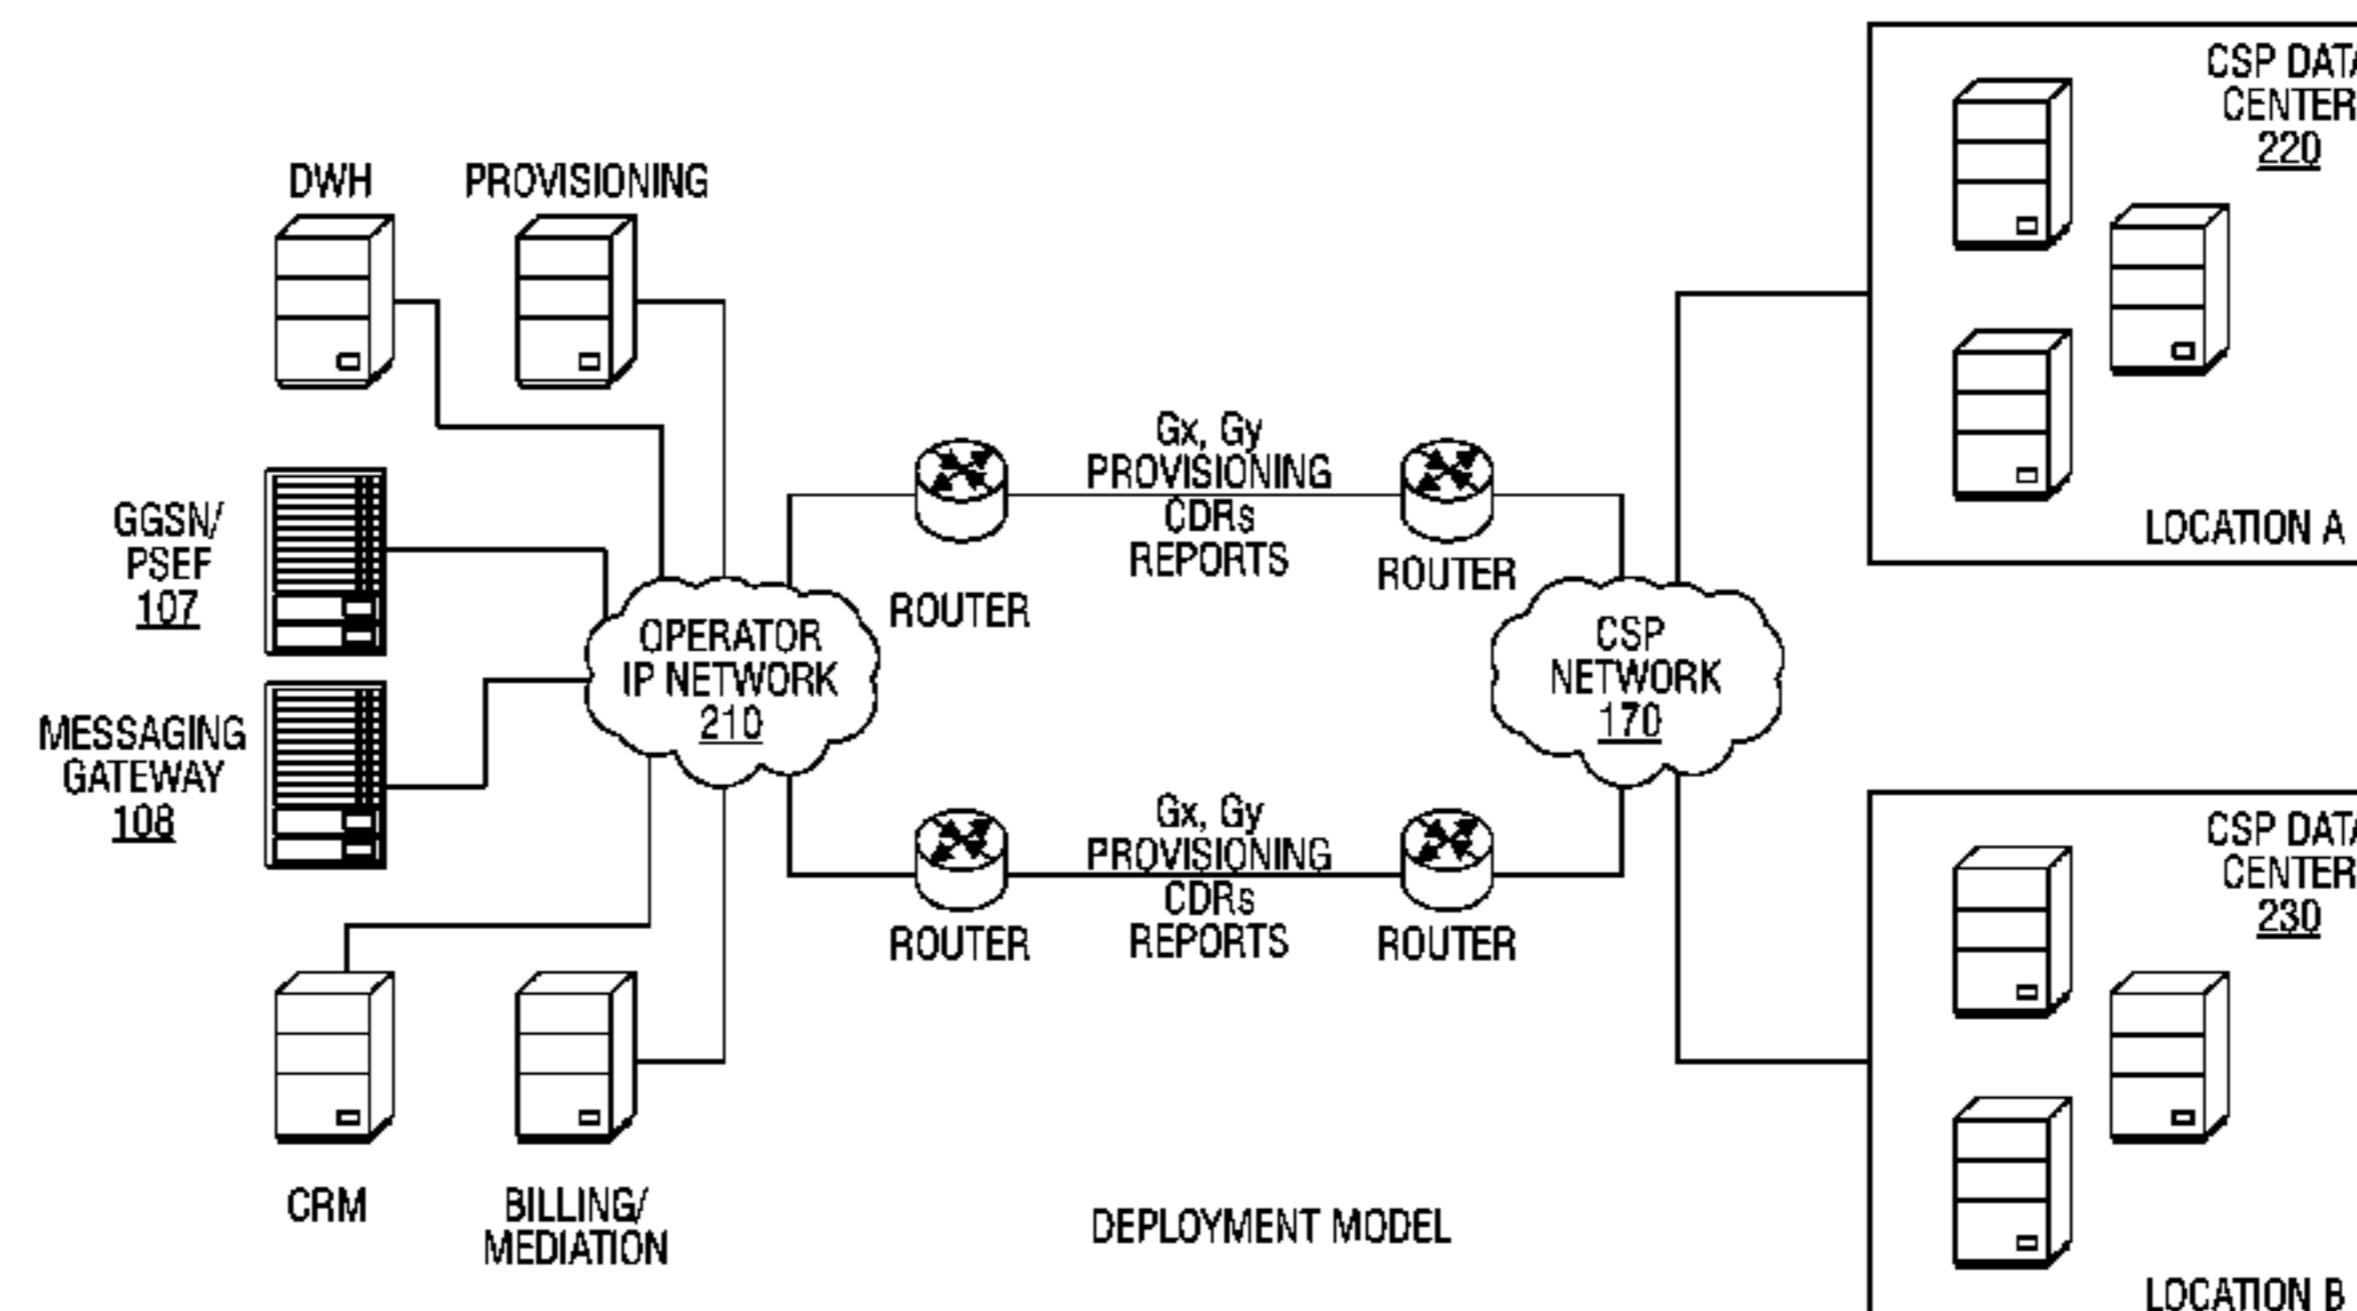 CSP DATA
CENTER
220
LOCATION A
DWH
PROVISIONING
GGSN/
PSEF
107
MESSAGING
GATEWAY
108
OPERATOR
IP NETWORK
210
ROUTER
Gx, Gy
PROVISIONING
CDRs
REPORTS
ROUTER
CSP
NETWORK
170
ROUTER
Gx, Gy
PROVISIONING
CDRs
REPORTS
ROUTER
CSP DATA
CENTER
230
LOCATION B
CRM
BILLING/
MEDIATION
DEPLOYMENT MODEL